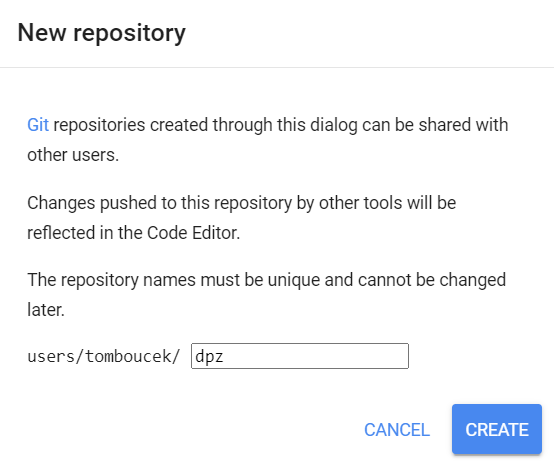 New repository
Git repositories created through this dialog can be shared with
other users.
Changes pushed to this repository by other tools will be
reflected in the Code Editor.
The repository names must be unique and cannot be changed
later.
users/tomboucek/ dpz
CANCEL CREATE